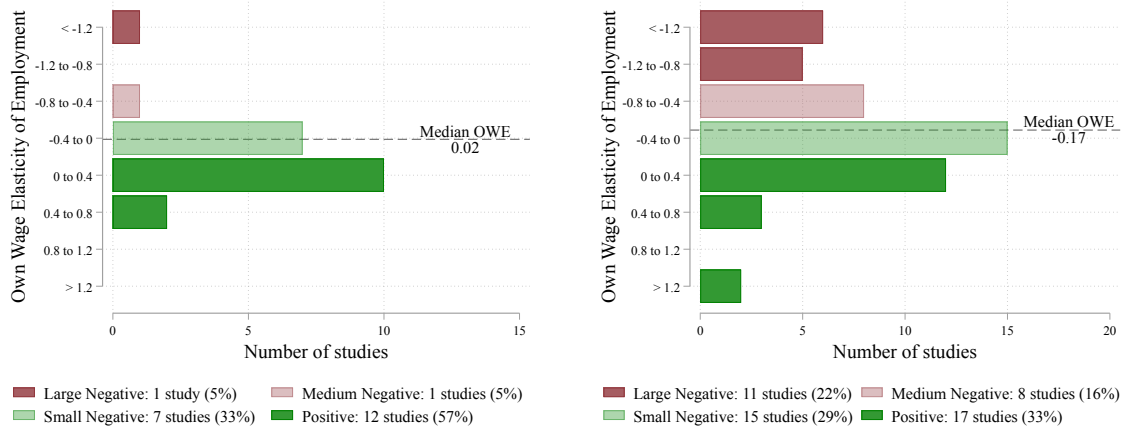 Own Wage Elasticity of Employment
< -1.2
-1.2 to -0.8
-0.8 to -0.4
-0.4 to 0
0 to 0.4
0.4 to 0.8
0.8 to 1.2
> 1.2
Median OWE
0.02
0 5 10 15
Number of studies
Large Negative: 1 study (5%) Medium Negative: 1 studies (5%)
Small Negative: 7 studies (33%) Positive: 12 studies (57%)
Own Wage Elasticity of Employment
< -1.2
-1.2 to -0.8
-0.8 to -0.4
-0.4 to 0
0 to 0.4
0.4 to 0.8
0.8 to 1.2
> 1.2
Median OWE
-0.17
0 5 10 15 20
Number of studies
Large Negative: 11 studies (22%) Medium Negative: 8 studies (16%)
Small Negative: 15 studies (29%) Positive: 17 studies (33%)